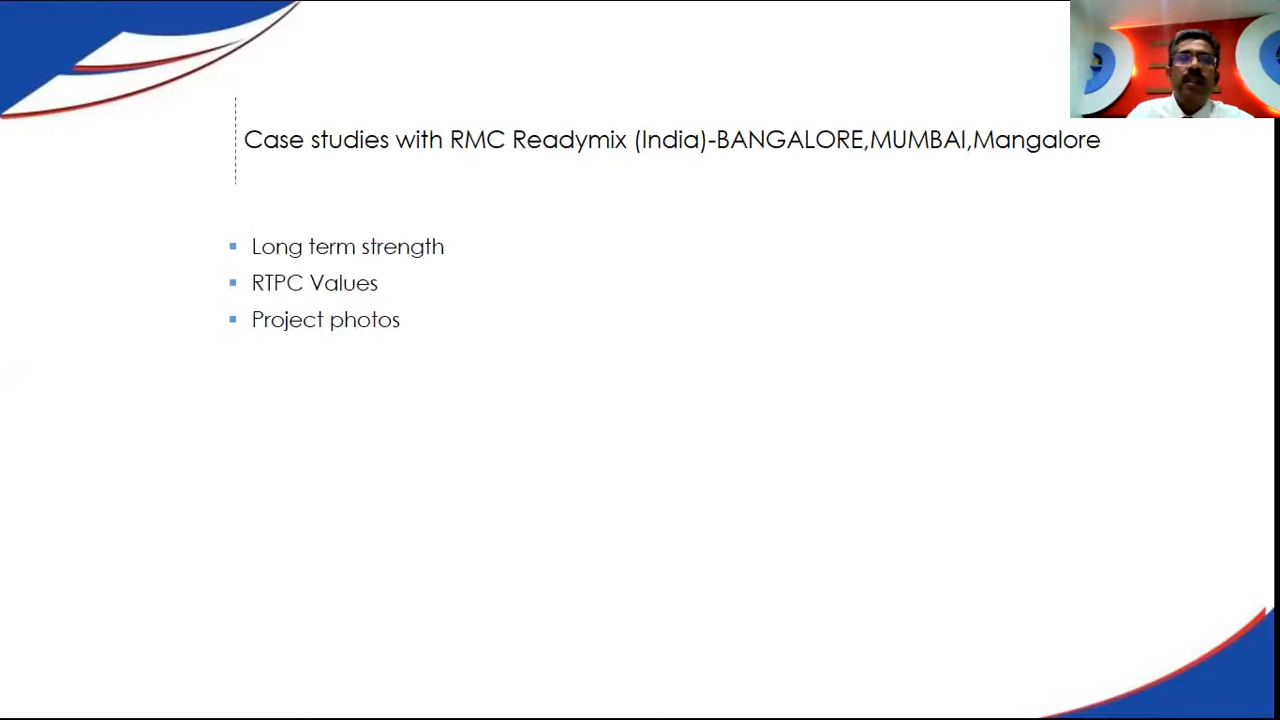 Case studies with RMC Readymix (India)-BANGALORE,MUMBAI,Mangalore
Long term strength
RTPC Values
Project photos